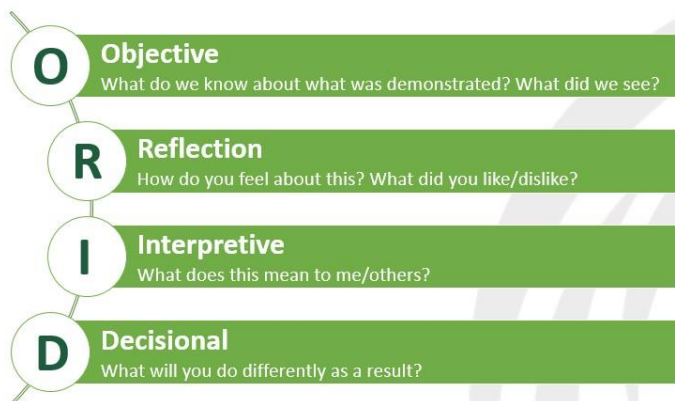 O
Objective
What do we know about what was demonstrated? What did we see?
R
Reflection
How do you feel about this? What did you like/dislike?
I
Interpretive
What does this mean to me/others?
D
Decisional
What will you do differently as a result?